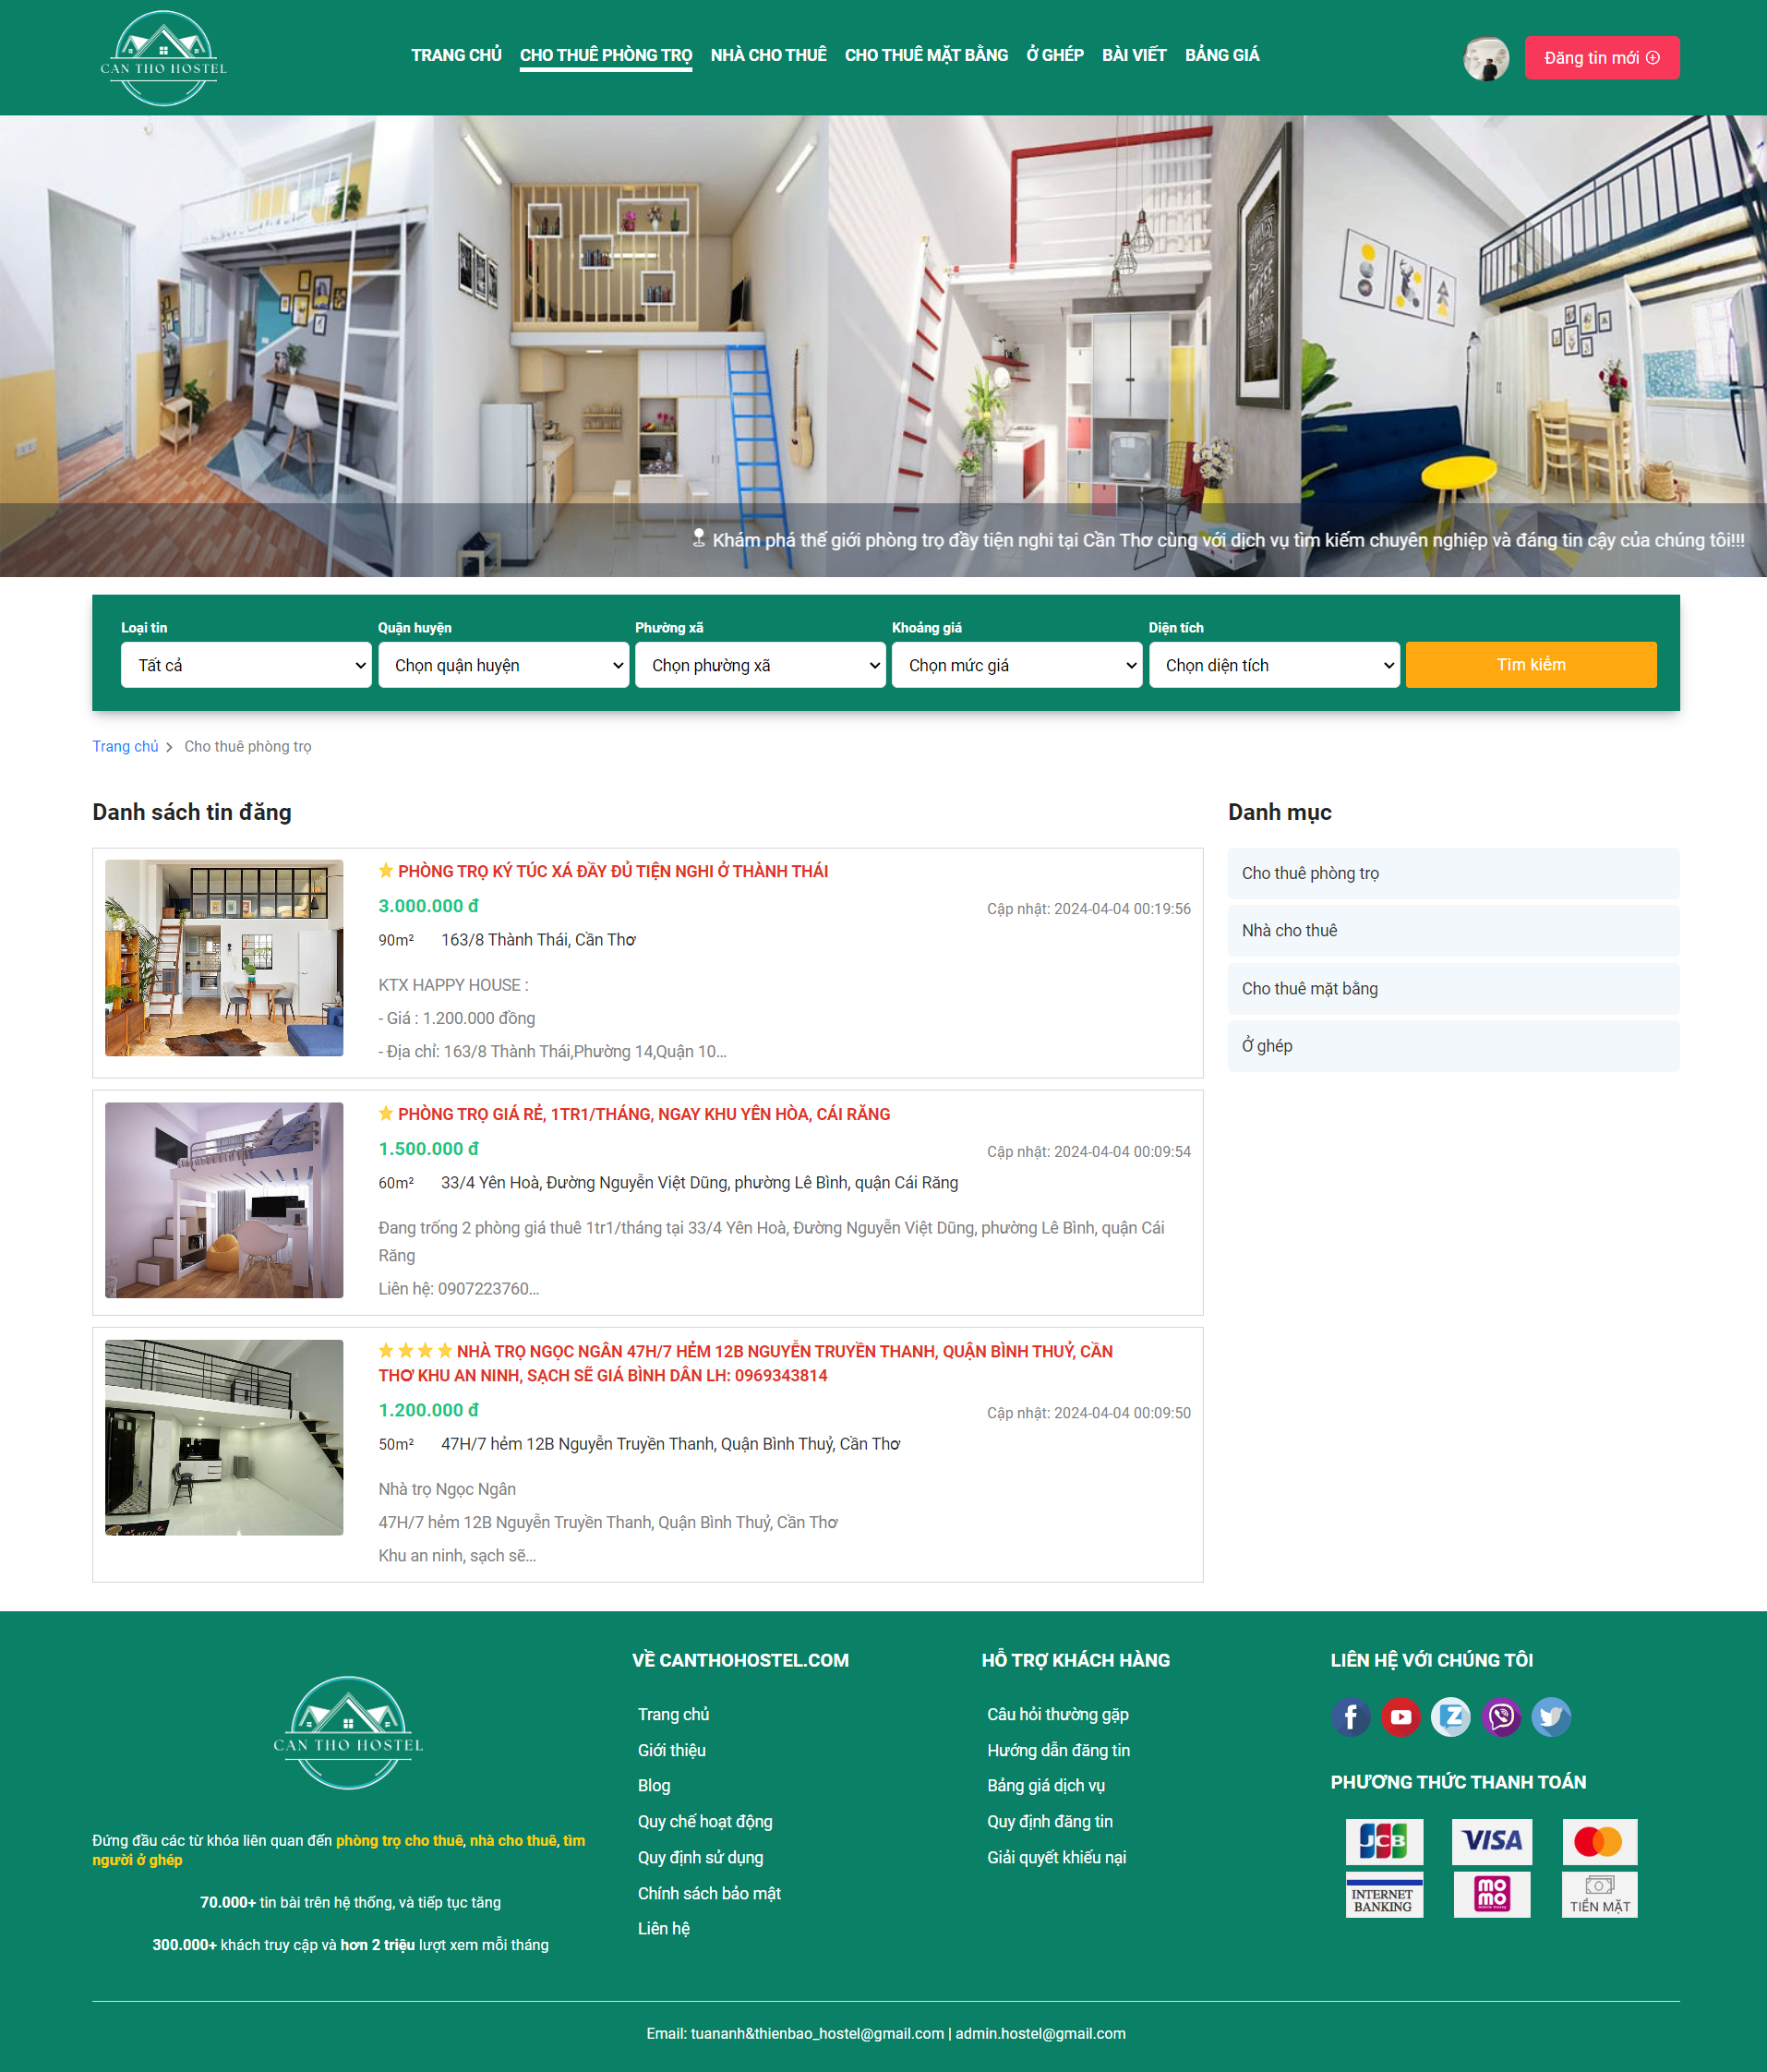 CAN THO HOSTEL
TRANG CHỦ CHO THUÊ PHÒNG TRỌ NHÀ CHO THUÊ CHO THUÊ MẶT BẰNG Ở GHÉP BÀI VIẾT BẢNG GIÁ
Đăng tin mới
Khám phá thế giới phòng trọ đầy tiện nghi tại Cần Thơ cùng với dịch vụ tìm kiếm chuyên nghiệp và đáng tin cậy của chúng tôi!!!
Loại tin Quận huyện Phường xã Khoảng giá Diện tích
Tất cả Chọn quận huyện Chọn phường xã Chọn mức giá Chọn diện tích Tìm kiếm
Trang chủ > Cho thuê phòng trọ
Danh sách tin đăng
PHÒNG TRỌ KÝ TÚC XÁ ĐẦY ĐỦ TIỆN NGHI Ở THÀNH THÁI
3.000.000 đ
Cập nhật: 2024-04-04 00:19:56
90m² 163/8 Thành Thái, Cần Thơ
KTX HAPPY HOUSE :
- Giá : 1.200.000 đồng
- Địa chỉ: 163/8 Thành Thái,Phường 14,Quận 10...
PHÒNG TRỌ GIÁ RẺ, 1TR1/THÁNG, NGAY KHU YÊN HÒA, CÁI RĂNG
1.500.000 đ
Cập nhật: 2024-04-04 00:09:54
60m² 33/4 Yên Hoà, Đường Nguyễn Việt Dũng, phường Lê Bình, quận Cái Răng
Đang trống 2 phòng giá thuê 1tr1/tháng tại 33/4 Yên Hoà, Đường Nguyễn Việt Dũng, phường Lê Bình, quận Cái
Răng
Liên hệ: 0907223760...
NHÀ TRỌ NGỌC NGÂN 47H/7 HẺM 12B NGUYỄN TRUYỀN THANH, QUẬN BÌNH THUỶ, CẦN
THƠ KHU AN NINH, SẠCH SẼ GIÁ BÌNH DÂN LH: 0969343814
1.200.000 đ
Cập nhật: 2024-04-04 00:09:50
50m² 47H/7 hẻm 12B Nguyễn Truyền Thanh, Quận Bình Thuỷ, Cần Thơ
Nhà trọ Ngọc Ngân
47H/7 hẻm 12B Nguyễn Truyền Thanh, Quận Bình Thuỷ, Cần Thơ
Khu an ninh, sạch sẽ...
Danh mục
Cho thuê phòng trọ
Nhà cho thuê
Cho thuê mặt bằng
Ở ghép
CAN THO HOSTEL
Đứng đầu các từ khóa liên quan đến phòng trọ cho thuê, nhà cho thuê, tìm
người ở ghép
70.000+ tin bài trên hệ thống, và tiếp tục tăng
300.000+ khách truy cập và hơn 2 triệu lượt xem mỗi tháng
VỀ CANTHOHOSTEL.COM
Trang chủ
Giới thiệu
Blog
Quy chế hoạt động
Quy định sử dụng
Chính sách bảo mật
Liên hệ
HỖ TRỢ KHÁCH HÀNG
Câu hỏi thường gặp
Hướng dẫn đăng tin
Bảng giá dịch vụ
Quy định đăng tin
Giải quyết khiếu nại
LIÊN HỆ VỚI CHÚNG TÔI
PHƯƠNG THỨC THANH TOÁN
JCB VISA
INTERNET
BANKING
mo
mo
TIỀN MẶT
Email: tuananh&thienbao_hostel@gmail.com | admin.hostel@gmail.com